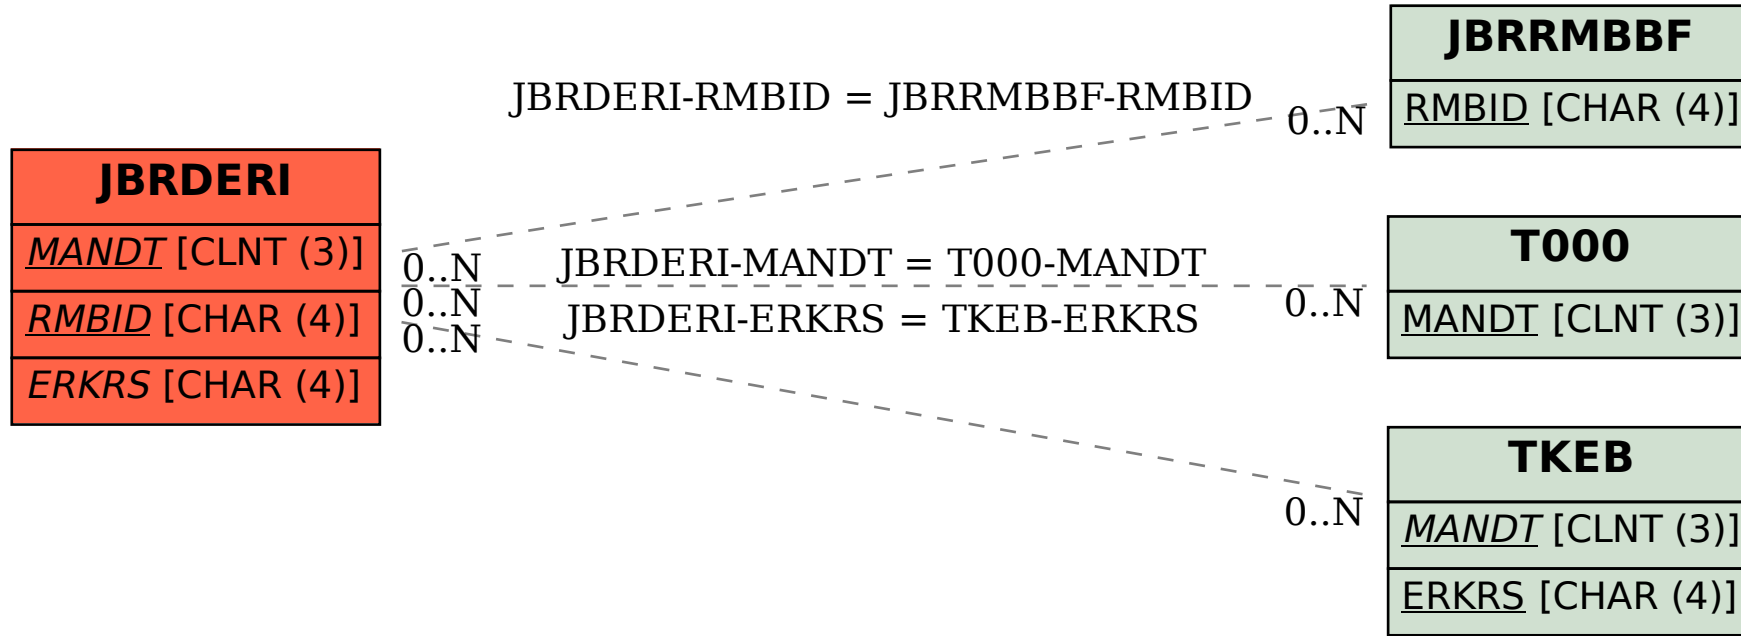 JBRDERI
MANDT [CLNT (3)]
RMBID [CHAR (4)]
ERKRS [CHAR (4)]
JBRDERI-RMBID = JBRRMBBF-RMBID
0..N
0..N
JBRDERI-MANDT = T000-MANDT
0..N
0..N
JBRDERI-ERKRS = TKEB-ERKRS
0..N
0..N
JBRRMBBF
RMBID [CHAR (4)]
T000
MANDT [CLNT (3)]
TKEB
MANDT [CLNT (3)]
ERKRS [CHAR (4)]